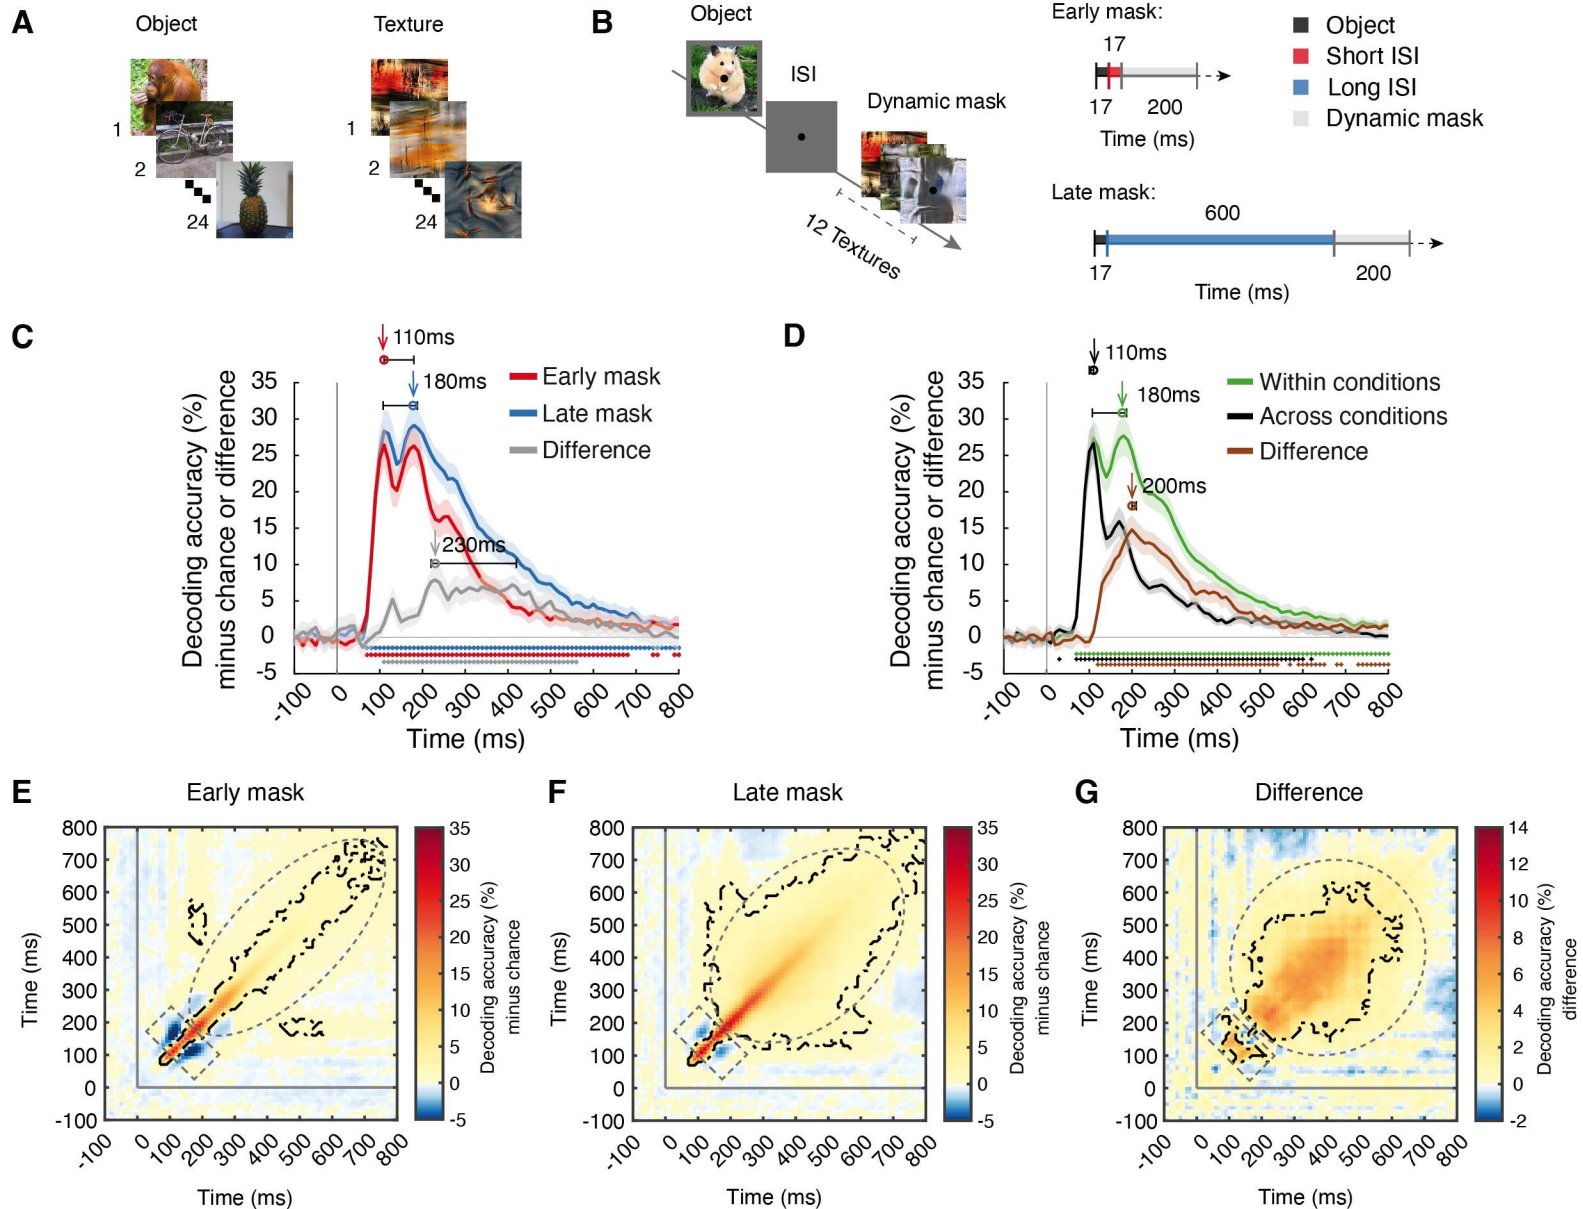 A
Object
Texture
1
2
24
1
2
24
B
Object
ISI
Dynamic mask
12 Textures
Early mask:
17
17
200
Time (ms)
Late mask:
600
17
200
Time (ms)
Object
Short ISI
Long ISI
Dynamic mask
C
110ms
180ms
230ms
Early mask
Late mask
Difference
Decoding accuracy (%)
minus chance or difference
35
30
25
20
15
10
5
0
-5
-100
0
100
200
300
400
500
600
700
800
Time (ms)
D
110ms
180ms
200ms
Within conditions
Across conditions
Difference
Decoding accuracy (%)
minus chance or difference
35
30
25
20
15
10
5
0
-5
-100
0
100
200
300
400
500
600
700
800
Time (ms)
E
Early mask
Time (ms)
800
700
600
500
400
300
200
100
0
-100
-100
0
100
200
300
400
500
600
700
800
Time (ms)
35
30
25
20
15
10
5
0
-5
Decoding accuracy (%)
minus chance
F
Late mask
Time (ms)
800
700
600
500
400
300
200
100
0
-100
-100
0
100
200
300
400
500
600
700
800
Time (ms)
35
30
25
20
15
10
5
0
-5
Decoding accuracy (%)
minus chance
G
Difference
Time (ms)
800
700
600
500
400
300
200
100
0
-100
-100
0
100
200
300
400
500
600
700
800
Time (ms)
14
12
10
8
6
4
2
0
-2
Decoding accuracy (%)
difference